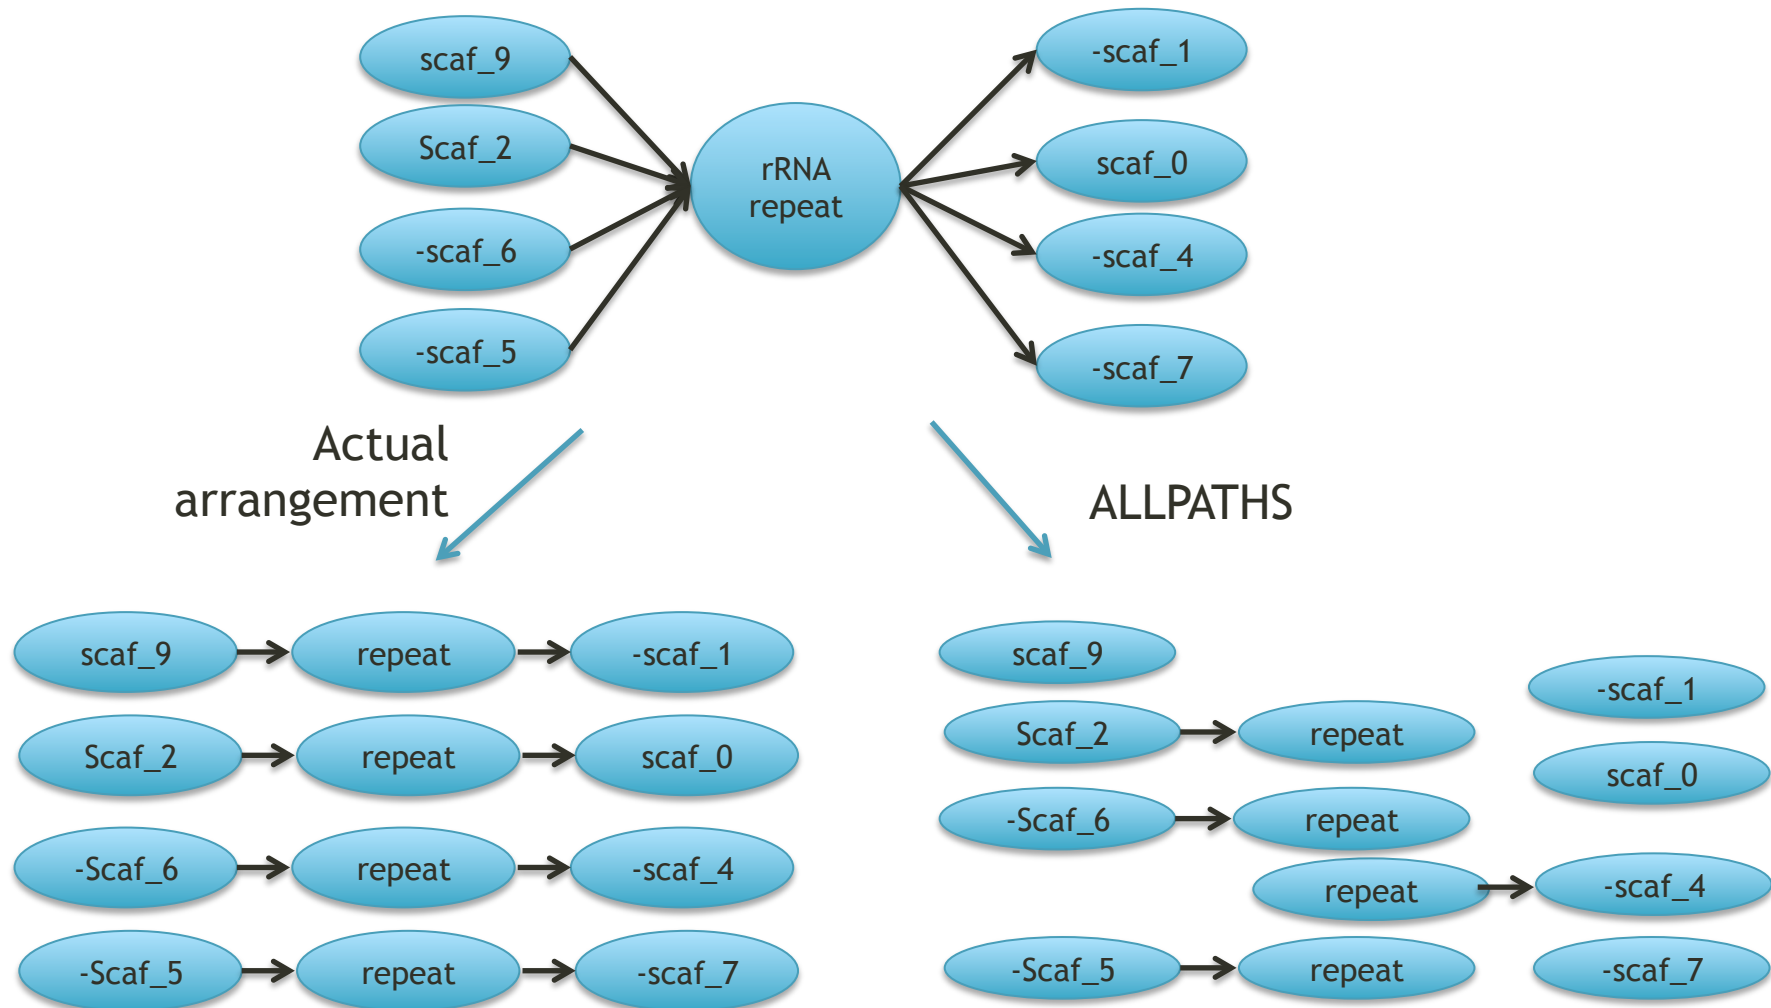 scaf_9
Scaf_2
-scaf_6
-scaf_5
rRNA
repeat
-scaf_1
scaf_0
-scaf_4
-scaf_7
Actual
arrangement
ALLPATHS
scaf_9
repeat
-scaf_1
Scaf_2
repeat
scaf_0
-Scaf_6
repeat
-scaf_4
-Scaf_5
repeat
-scaf_7
scaf_9
-scaf_1
Scaf_2
repeat
scaf_0
-Scaf_6
repeat
repeat
-scaf_4
-Scaf_5
repeat
-scaf_7